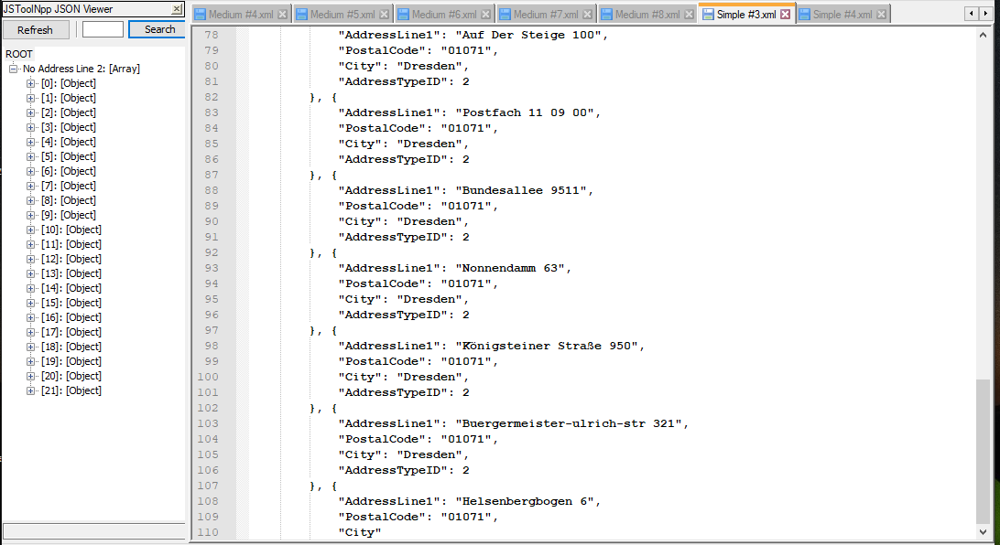 JSToolNpp JSON Viewer
Refresh
Search
ROOT
No Address Line 2: [Array]
[0]: [Object]
[1]: [Object]
[2]: [Object]
[3]: [Object]
[4]: [Object]
[5]: [Object]
[6]: [Object]
[7]: [Object]
[8]: [Object]
[9]: [Object]
[10]: [Object]
[11]: [Object]
[12]: [Object]
[13]: [Object]
[14]: [Object]
[15]: [Object]
[16]: [Object]
[17]: [Object]
[18]: [Object]
[19]: [Object]
[20]: [Object]
[21]: [Object]
Medium #4.xml Medium #5.xml Medium #6.xml Medium #7.xml Medium #8.xml Simple #3.xml Simple #4.xml
78 "AddressLine1": "Auf Der Steige 100",
79 "PostalCode": "01071",
80 "City": "Dresden",
81 "AddressTypeID": 2
82 }, {
83 "AddressLine1": "Postfach 11 09 00",
84 "PostalCode": "01071",
85 "City": "Dresden",
86 "AddressTypeID": 2
87 }, {
88 "AddressLine1": "Bundesallee 9511",
89 "PostalCode": "01071",
90 "City": "Dresden",
91 "AddressTypeID": 2
92 }, {
93 "AddressLine1": "Nonnendamm 63",
94 "PostalCode": "01071",
95 "City": "Dresden",
96 "AddressTypeID": 2
97 }, {
98 "AddressLine1": "Königsteiner Straße 950",
99 "PostalCode": "01071",
100 "City": "Dresden",
101 "AddressTypeID": 2
102 }, {
103 "AddressLine1": "Buergermeister-ulrich-str 321",
104 "PostalCode": "01071",
105 "City": "Dresden",
106 "AddressTypeID": 2
107 }, {
108 "AddressLine1": "Helsenbergbogen 6",
109 "PostalCode": "01071",
110 "City"